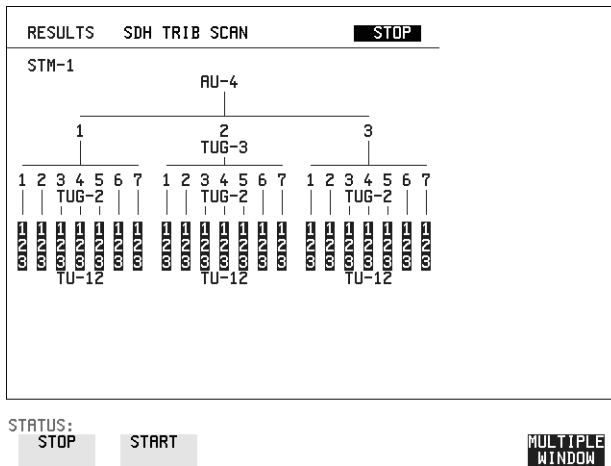 RESULTS SDH TRIB SCAN STOP
STM-1
AU-4
1 2 3
TUG-3
1 2 3 4 5 6 7 1 2 3 4 5 6 7 1 2 3 4 5 6 7
TUG-2 TUG-2 TUG-2
1 1 1 1 1 1 1 1 1 1 1 1 1 1 1 1 1 1 1 1 1
2 2 2 2 2 2 2 2 2 2 2 2 2 2 2 2 2 2 2 2 2
3 3 3 3 3 3 3 3 3 3 3 3 3 3 3 3 3 3 3 3 3
TU-12 TU-12 TU-12
STATUS:
STOP START MULTIPLE
WINDOW